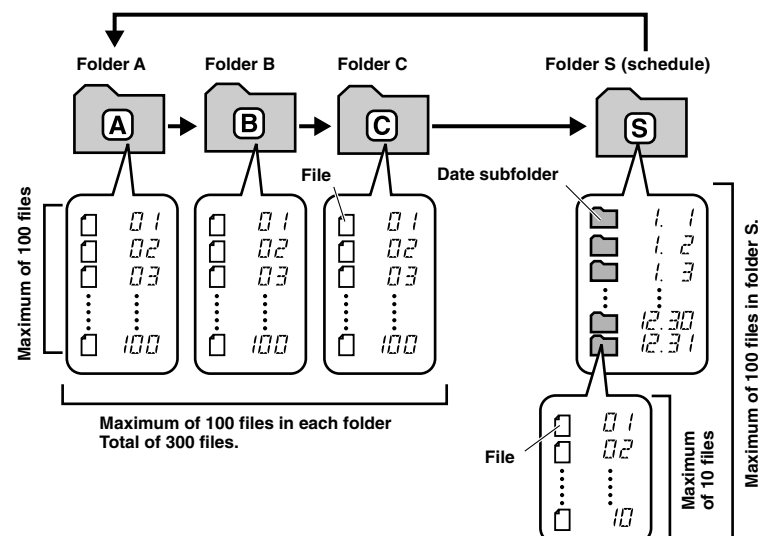 Folder A
Folder B
Folder C
Folder S (schedule)
A
B
C
S
File
Date subfolder
Maximum of 100 files
01
02
03
100
01
02
03
100
01
02
03
100
1. 1
1. 2
1. 3
12.30
12.31
Maximum of 100 files in folder S.
Maximum of 100 files in each folder
Total of 300 files.
File
01
02
10
Maximum
of 10 files